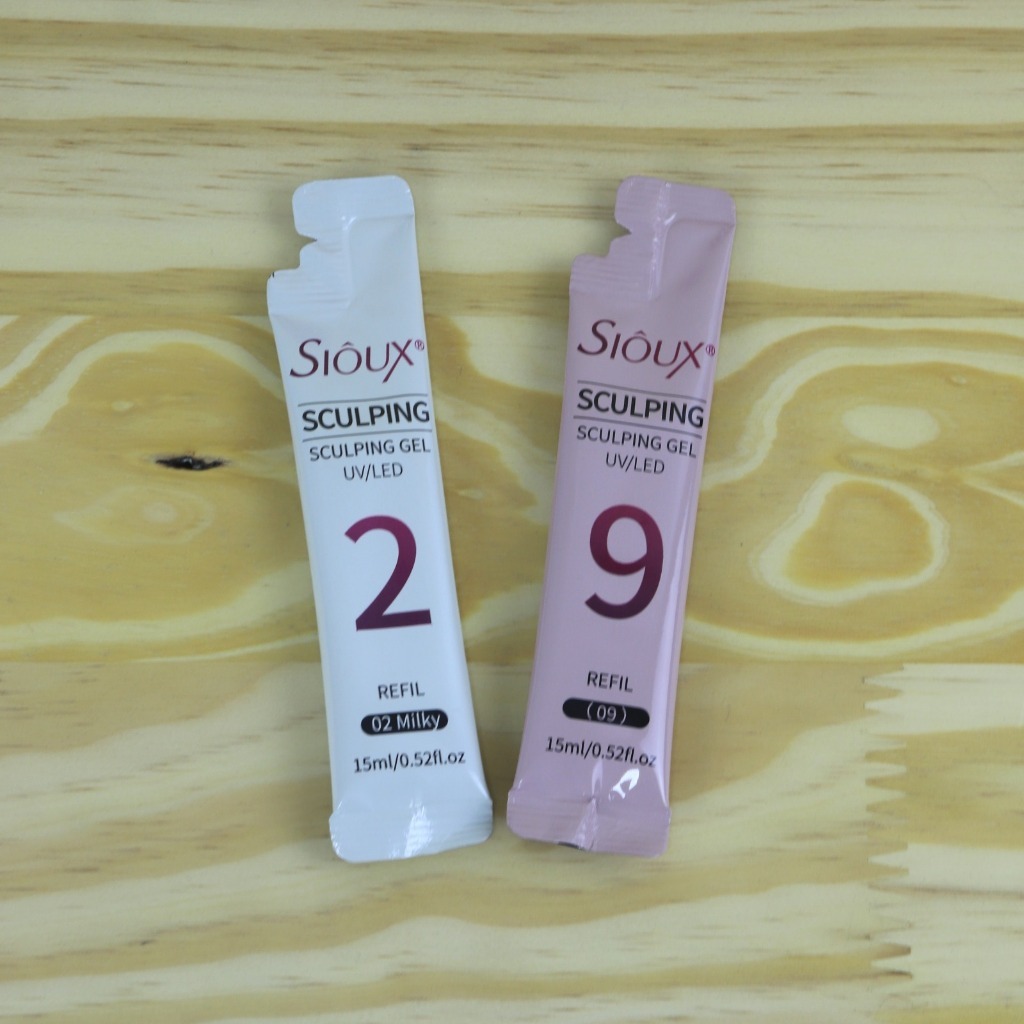 SIÔUX®
SCULPING
SCULPING GEL
UV/LED
2
REFIL
02 Milky
15ml/0.52fl.oz
SIÔUX®
SCULPING
SCULPING GEL
UV/LED
9
REFIL
(09)
15ml/0.52fl.oz